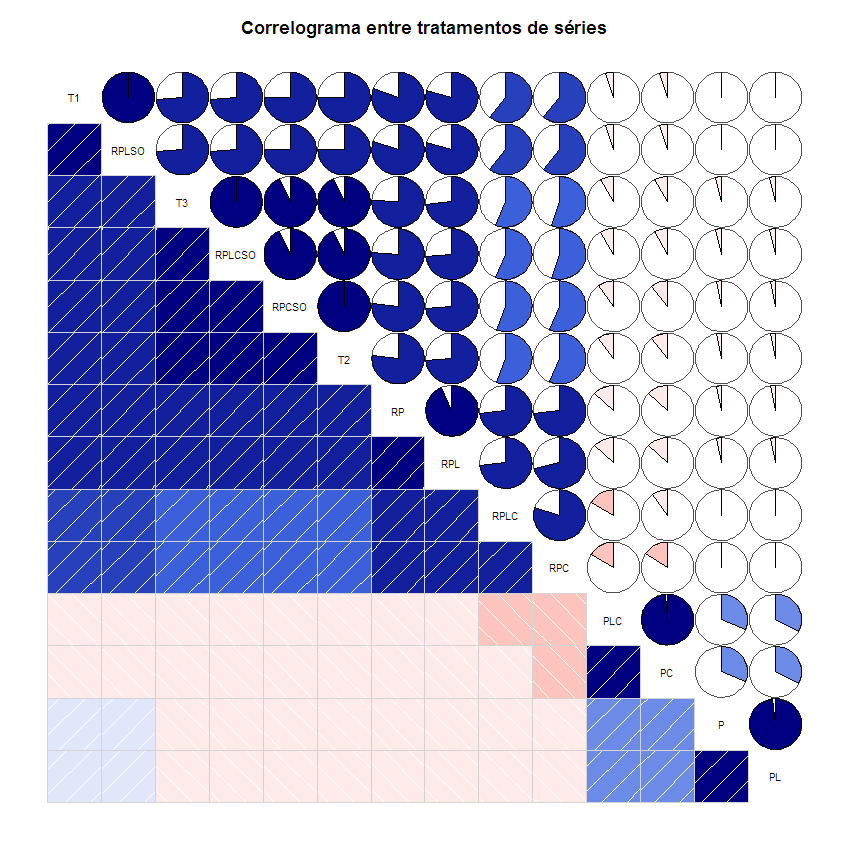 Correlograma entre tratamentos de séries
T1
RPLSO
T3
RPLCSO
RPCSO
T2
RP
RPL
RPLC
RPC
PLC
PC
P
PL